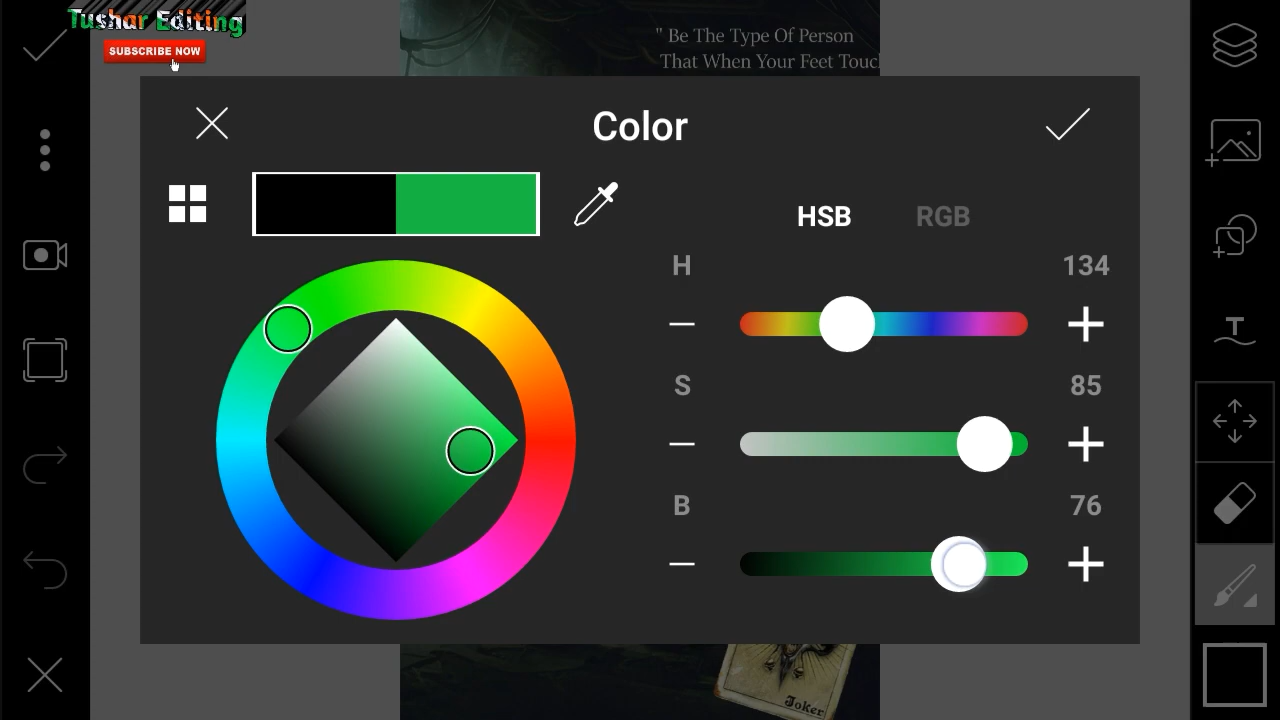 Tushar Editing
SUBSCRIBE NOW
" Be The Type Of Person
That When Your Feet Touc
Color
HSB RGB
H 134
S 85
B 76
T
Joker